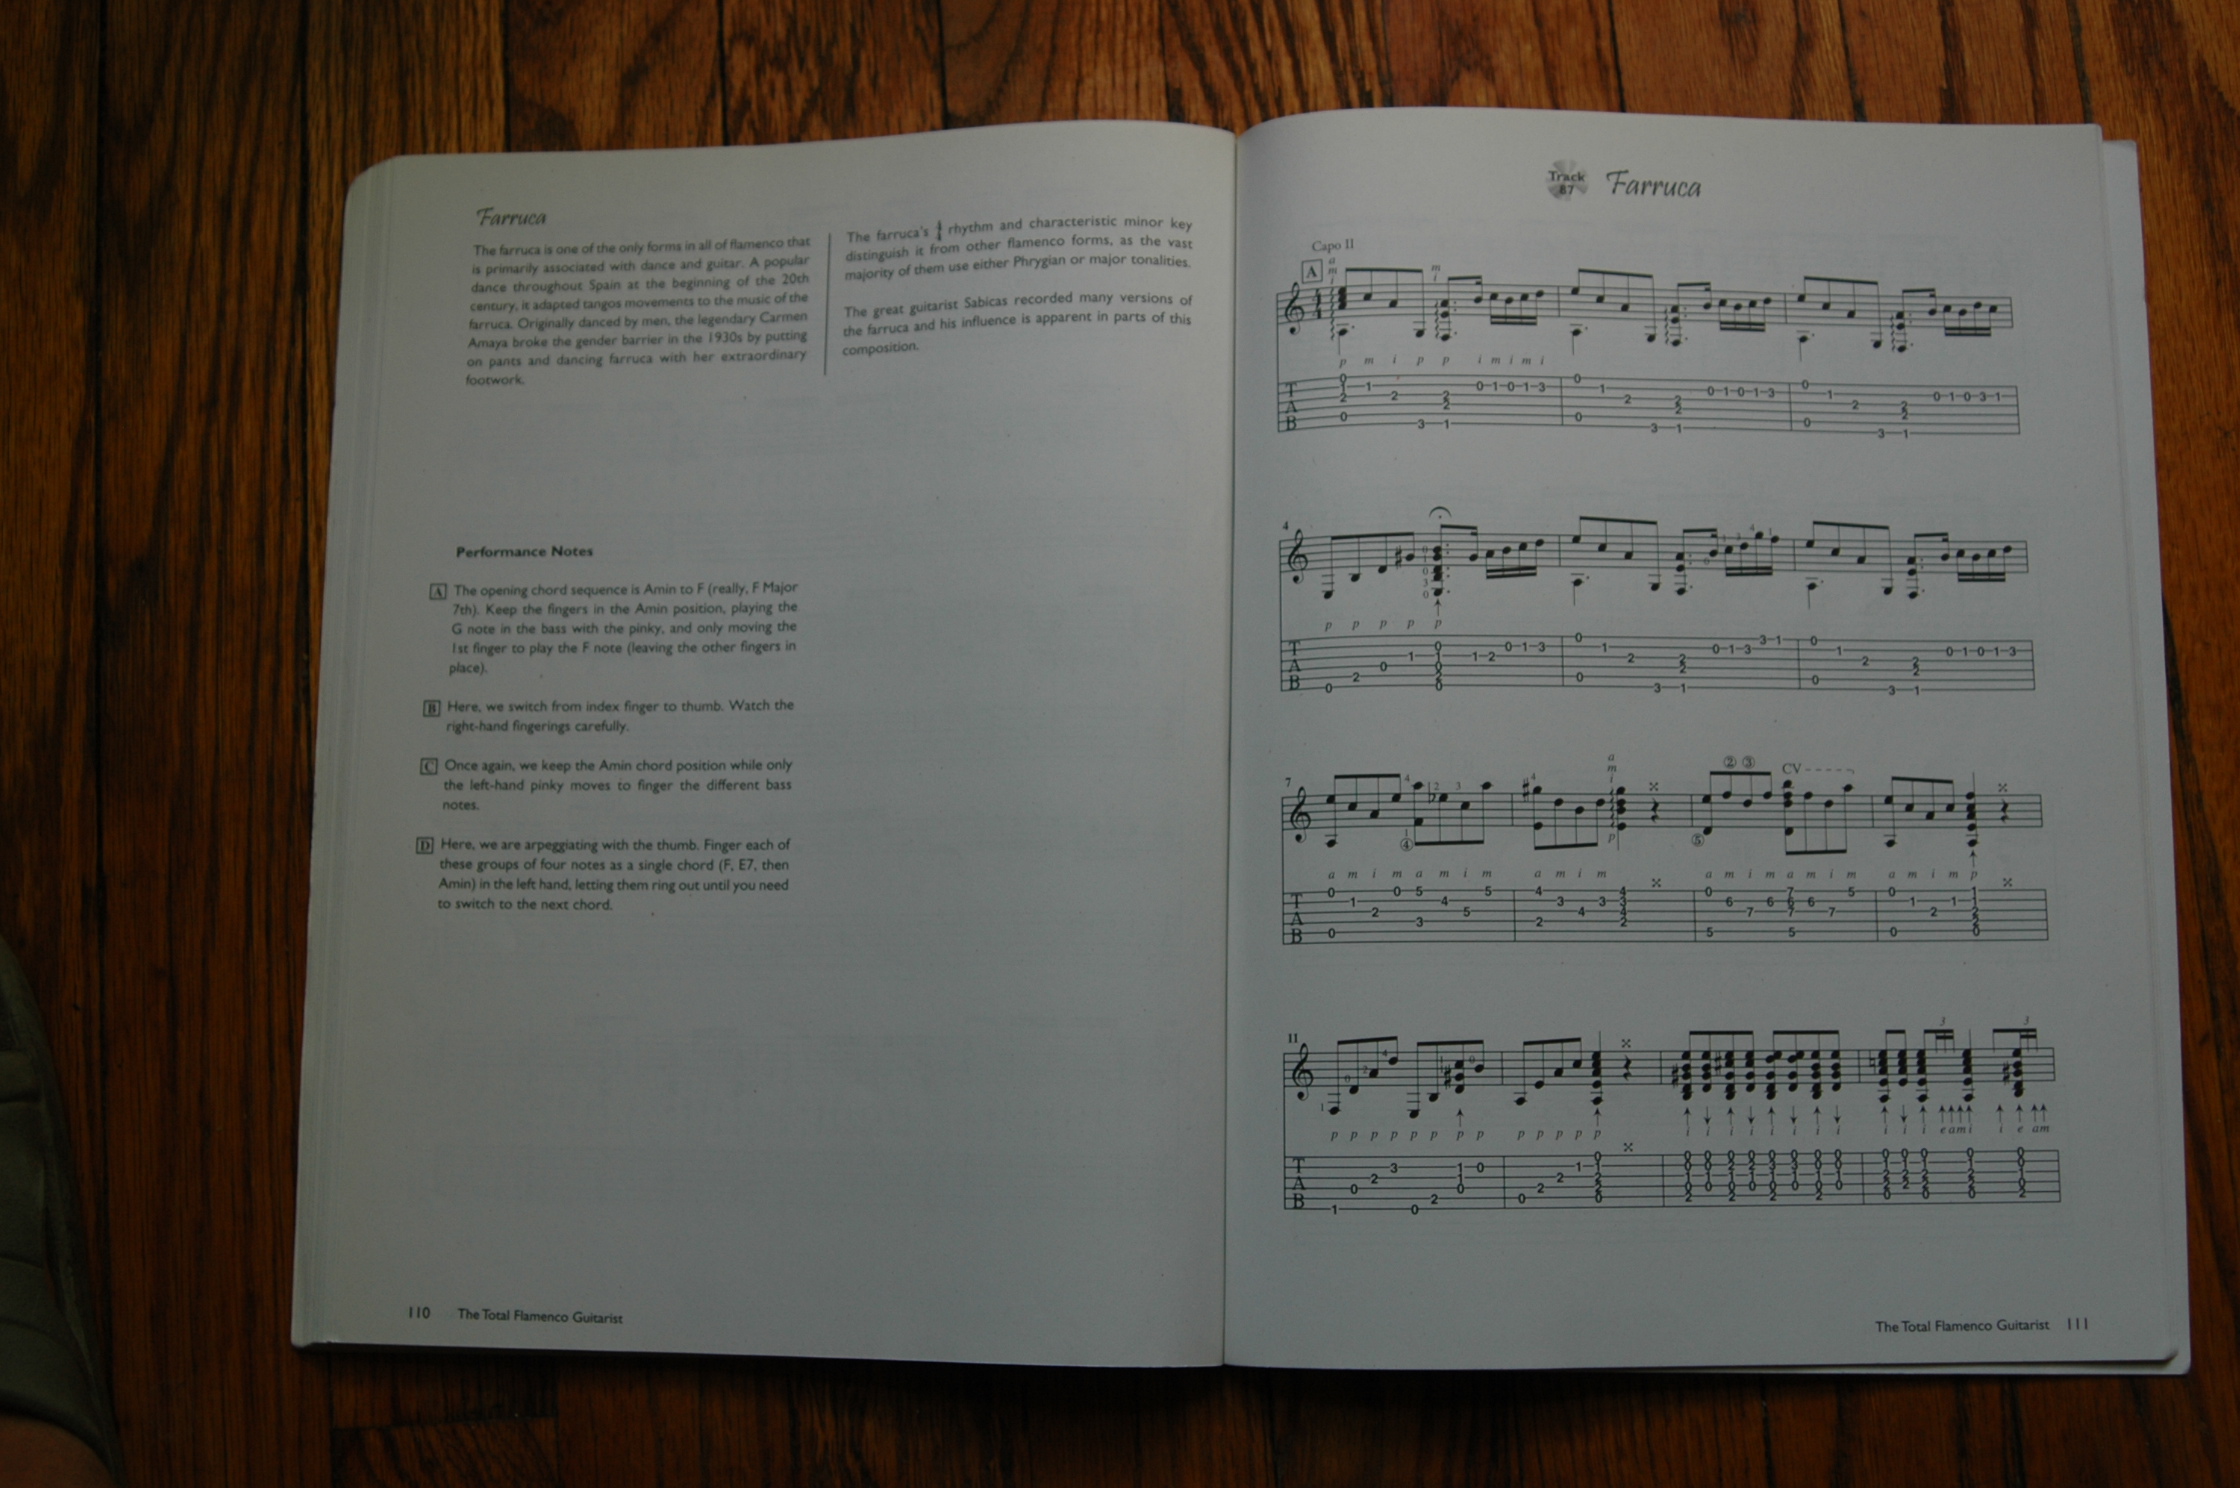 Farruca
The farruca is one of the only forms in all of flamenco that
is primarily associated with dance and guitar. A popular
dance throughout Spain at the beginning of the 20th
century, it adapted tangos movements to the music of the
farruca. Originally danced by men, the legendary Carmen
Amaya broke the gender barrier in the 1930s by putting
on pants and dancing farruca with her extraordinary
footwork.
The farruca's 4/4 rhythm and characteristic minor key
distinguish it from other flamenco forms, as the vast
majority of them use either Phrygian or major tonalities.
The great guitarist Sabicas recorded many versions of
the farruca and his influence is apparent in parts of this
composition.
Performance Notes
A The opening chord sequence is Amin to F (really, F Major
7th). Keep the fingers in the Amin position, playing the
G note in the bass with the pinky, and only moving the
1st finger to play the F note (leaving the other fingers in
place).
B Here, we switch from index finger to thumb. Watch the
right-hand fingerings carefully.
C Once again, we keep the Amin chord position while only
the left-hand pinky moves to finger the different bass
notes.
D Here, we are arpeggiating with the thumb. Finger each of
these groups of four notes as a single chord (F, E7, then
Amin) in the left hand, letting them ring out until you need
to switch to the next chord.
110 The Total Flamenco Guitarist
Track
87
Farruca
Capo II
A
p m i p i m i m i
T
A
B
4
p p p p p
T
A
B
7
CV
a m i m a m i m a m i m a m i m a m i m a m i m p
T
A
B
11
p p p p p p p p p p p p p
T
A
B
The Total Flamenco Guitarist 111